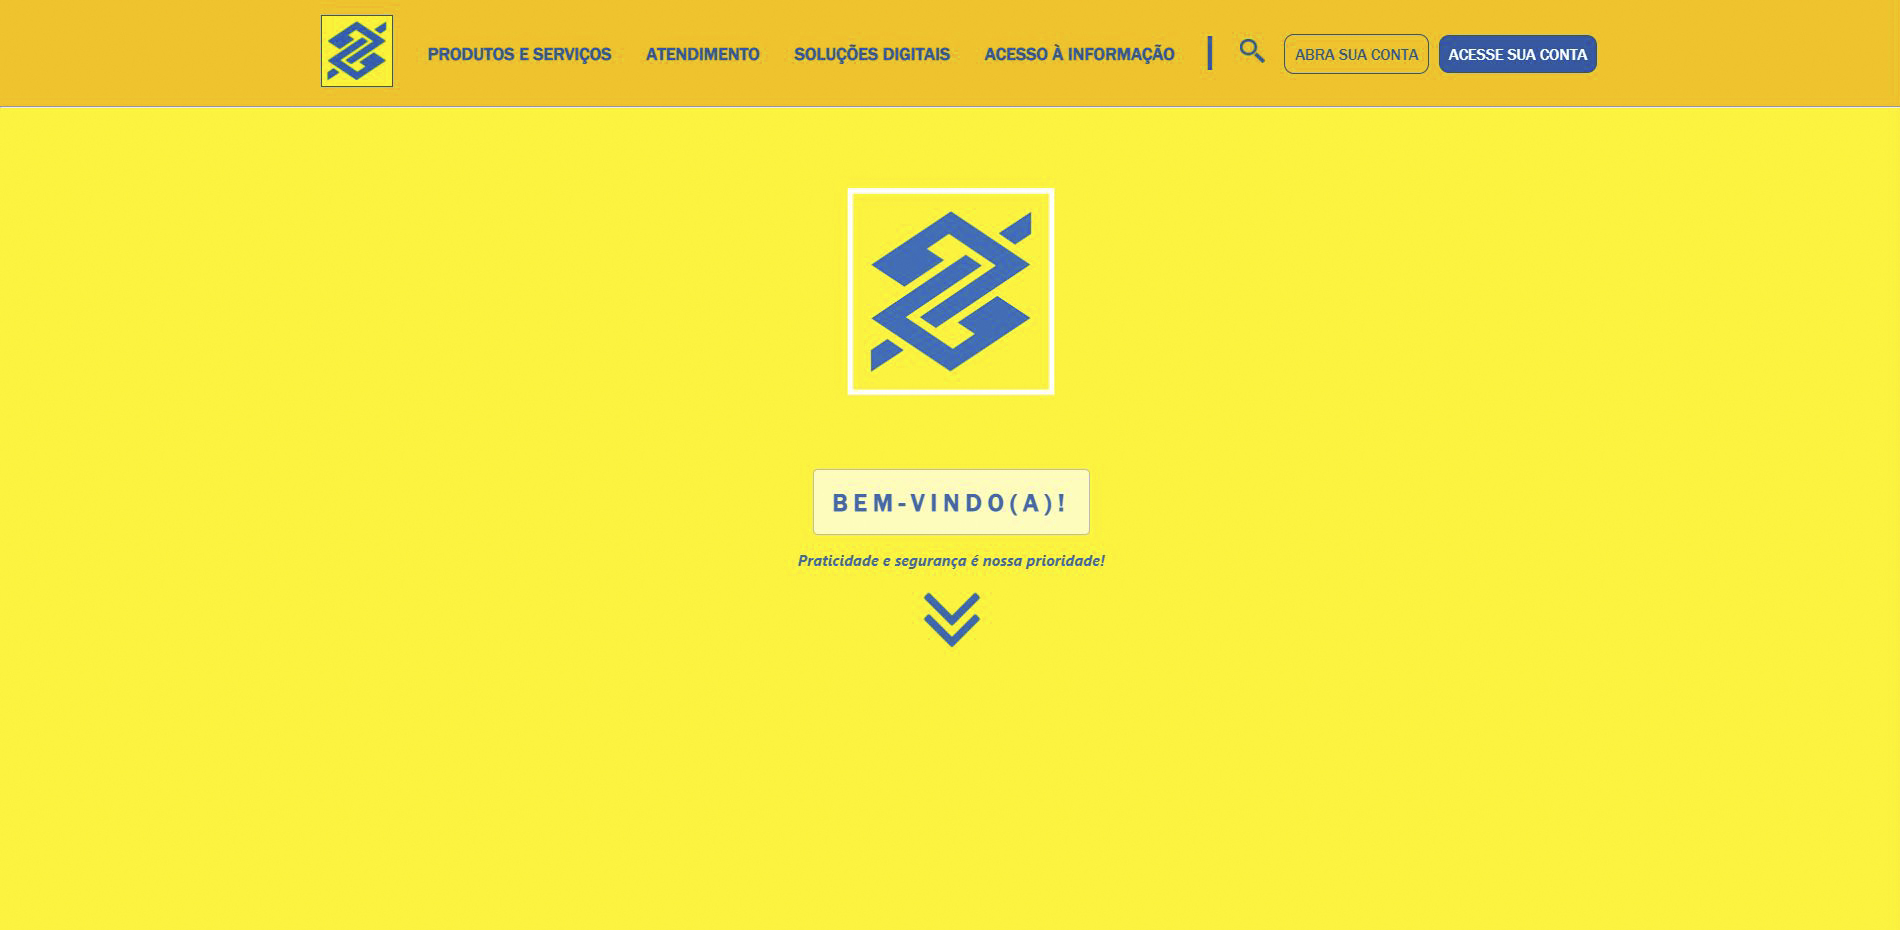 PRODUTOS E SERVIÇOS ATENDIMENTO SOLUÇÕES DIGITAIS ACESSO À INFORMAÇÃO | ABRA SUA CONTA ACESSE SUA CONTA
BEM-VINDO(A)!
Praticidade e segurança é nossa prioridade!